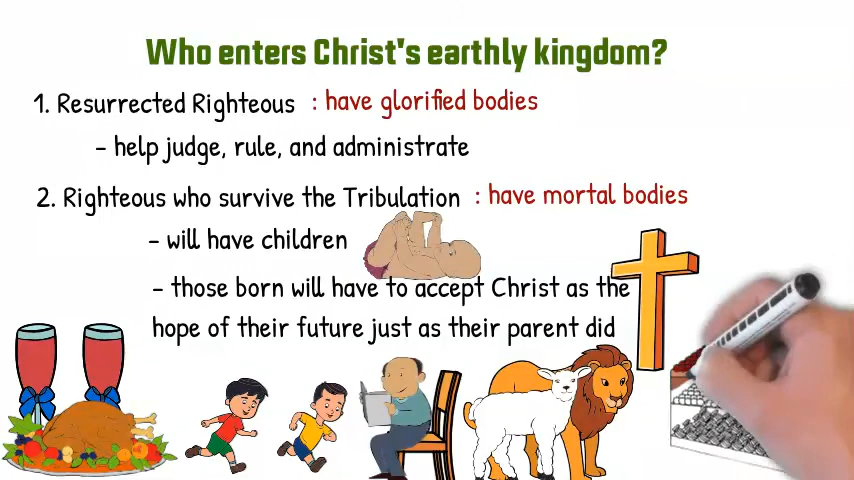 Who enters Christ's earthly kingdom?
1. Resurrected Righteous : have glorified bodies
- help judge, rule, and administrate
2. Righteous who survive the Tribulation : have mortal bodies
- will have children
- those born will have to accept Christ as the
hope of their future just as their parent did